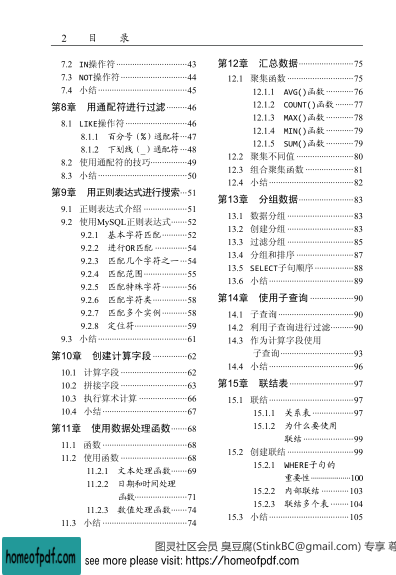 2 目 录
7.2 IN操作符 43
7.3 NOT操作符 44
7.4 小结 45
第8章 用通配符进行过滤 46
8.1 LIKE操作符 46
8.1.1 百分号（%）通配符 47
8.1.2 下划线（_）通配符 48
8.2 使用通配符的技巧 49
8.3 小结 50
第9章 用正则表达式进行搜索 51
9.1 正则表达式介绍 51
9.2 使用MySQL正则表达式 52
9.2.1 基本字符匹配 52
9.2.2 进行OR匹配 54
9.2.3 匹配几个字符之一 54
9.2.4 匹配范围 55
9.2.5 匹配特殊字符 56
9.2.6 匹配字符类 58
9.2.7 匹配多个实例 58
9.2.8 定位符 59
9.3 小结 61
第10章 创建计算字段 62
10.1 计算字段 62
10.2 拼接字段 63
10.3 执行算术计算 66
10.4 小结 67
第11章 使用数据处理函数 68
11.1 函数 68
11.2 使用函数 68
11.2.1 文本处理函数 69
11.2.2 日期和时间处理
函数 71
11.2.3 数值处理函数 74
11.3 小结 74
第12章 汇总数据 75
12.1 聚集函数 75
12.1.1 AVG()函数 76
12.1.2 COUNT()函数 77
12.1.3 MAX()函数 78
12.1.4 MIN()函数 79
12.1.5 SUM()函数 79
12.2 聚集不同值 80
12.3 组合聚集函数 81
12.4 小结 82
第13章 分组数据 83
13.1 数据分组 83
13.2 创建分组 83
13.3 过滤分组 85
13.4 分组和排序 87
13.5 SELECT子句顺序 88
13.6 小结 89
第14章 使用子查询 90
14.1 子查询 90
14.2 利用子查询进行过滤 90
14.3 作为计算字段使用
子查询 93
14.4 小结 96
第15章 联结表 97
15.1 联结 97
15.1.1 关系表 97
15.1.2 为什么要使用
联结 99
15.2 创建联结 99
15.2.1 WHERE子句的
重要性 100
15.2.2 内部联结 103
15.2.3 联结多个表 104
15.3 小结 105
图灵社区会员 臭豆腐(StinkBC@gmail.com) 专享 尊
homeofpdf.com
see more please visit: https://homeofpdf.com